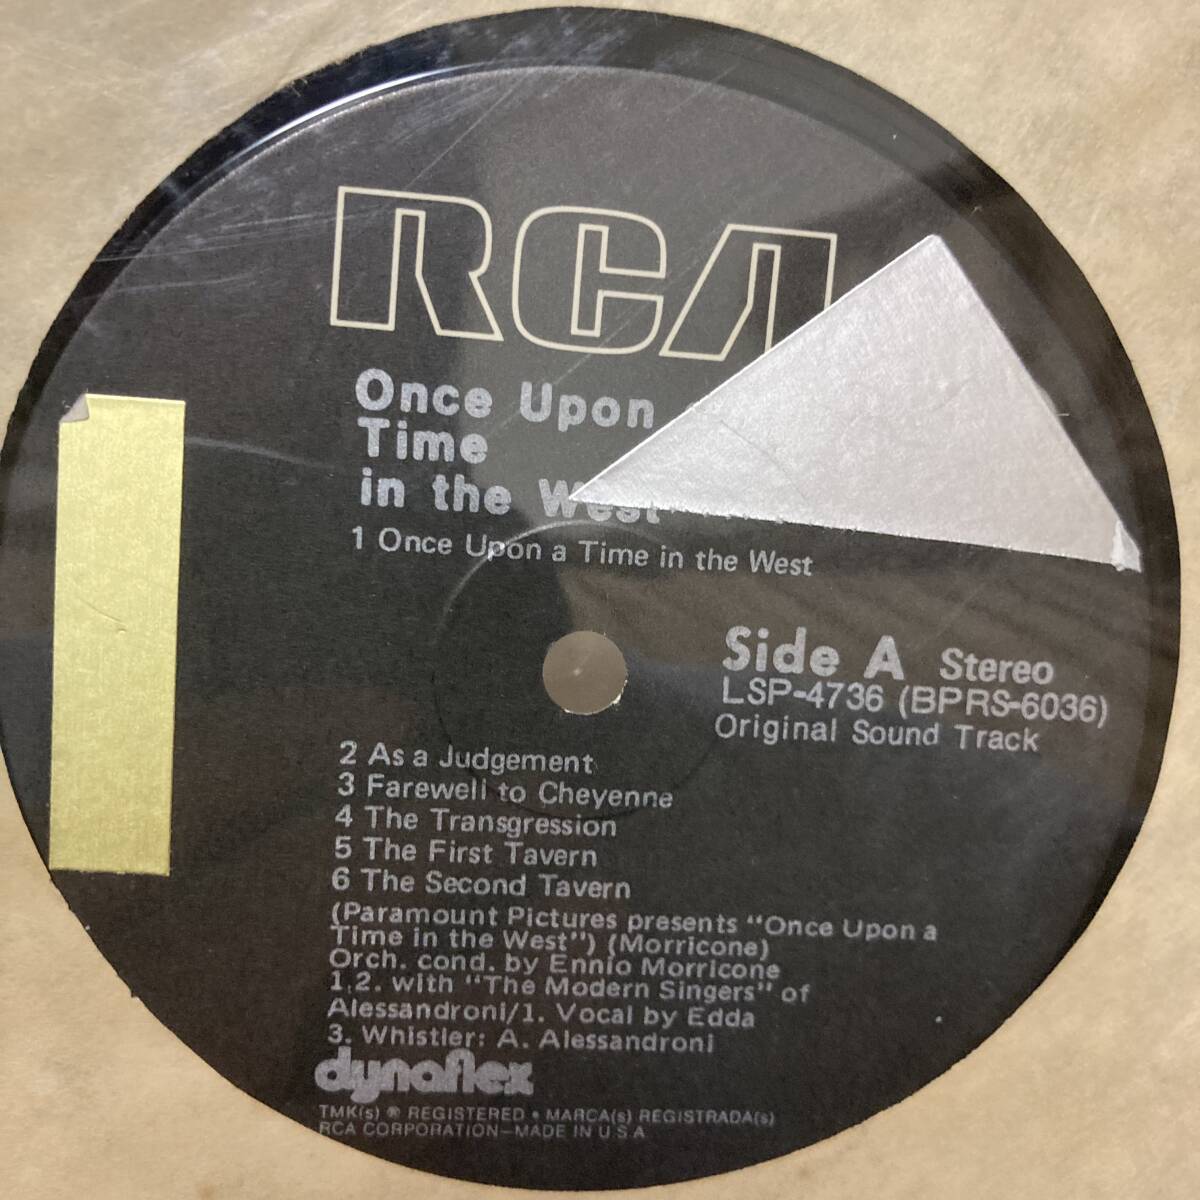 RCA
Once Upon
Time
in the West
1 Once Upon a Time in the West
Side A Stereo
LSP-4736 (BPRS-6036)
Original Sound Track
2 As a Judgement
3 Farewell to Cheyenne
4 The Transgression
5 The First Tavern
6 The Second Tavern
(Paramount Pictures presents "Once Upon a
Time in the West") (Morricone)
Orch. cond. by Ennio Morricone
1,2. with "The Modern Singers" of
Alessandroni/1. Vocal by Edda
3. Whistler: A. Alessandroni
dynaflex
TMK(s) ® REGISTERED • MARCA(s) REGISTRADA(s)
RCA CORPORATION—MADE IN U.S.A